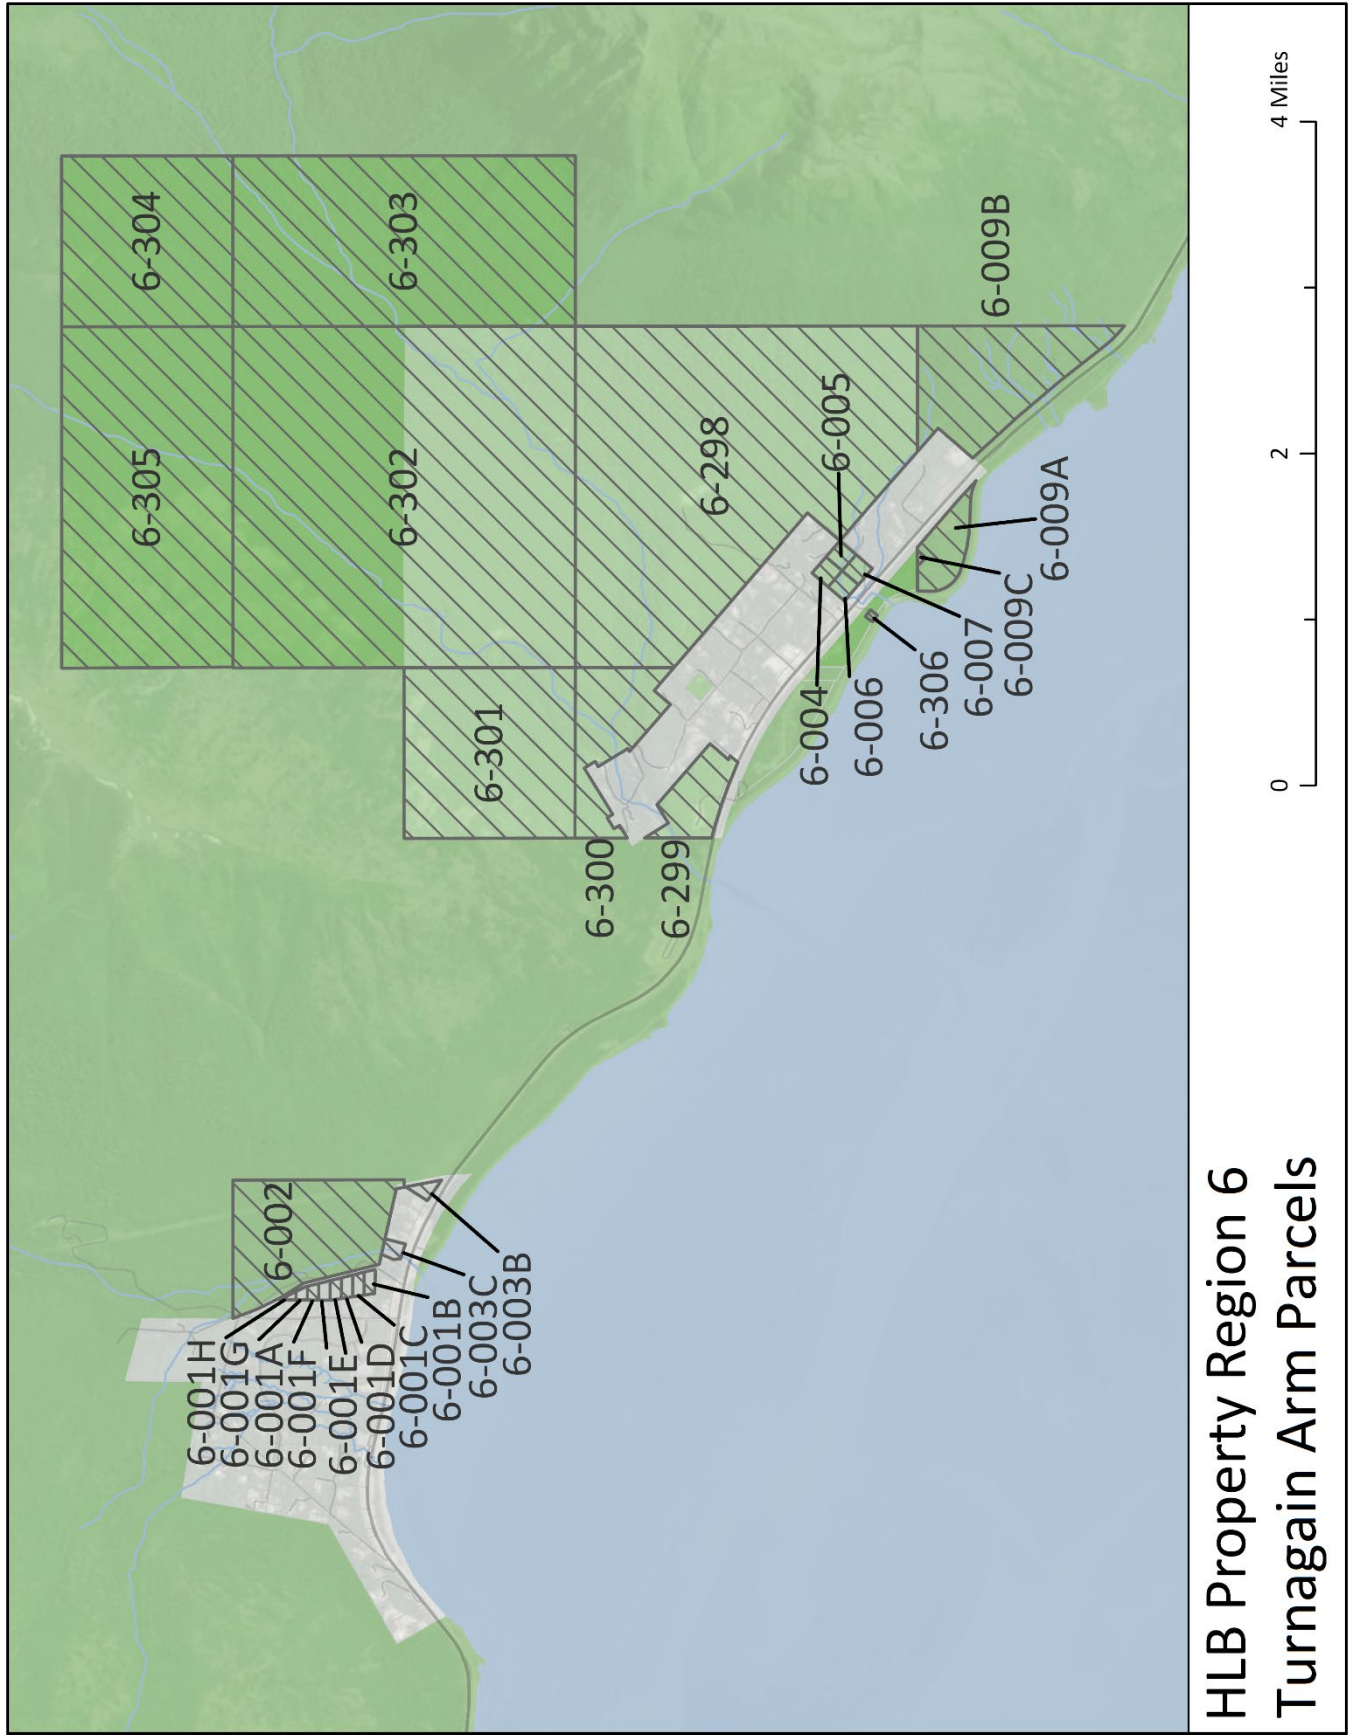 6-304
6-303
6-305
6-302
6-301
6-298
6-300
6-299
6-009B
6-005
6-004
6-006
6-306
6-007
6-009C
6-009A
6-002
6-001H
6-001G
6-001A
6-001F
6-001E
6-001D
6-001C
6-001B
6-003C
6-003B
HLB Property Region 6
Turnagain Arm Parcels
0 2 4 Miles